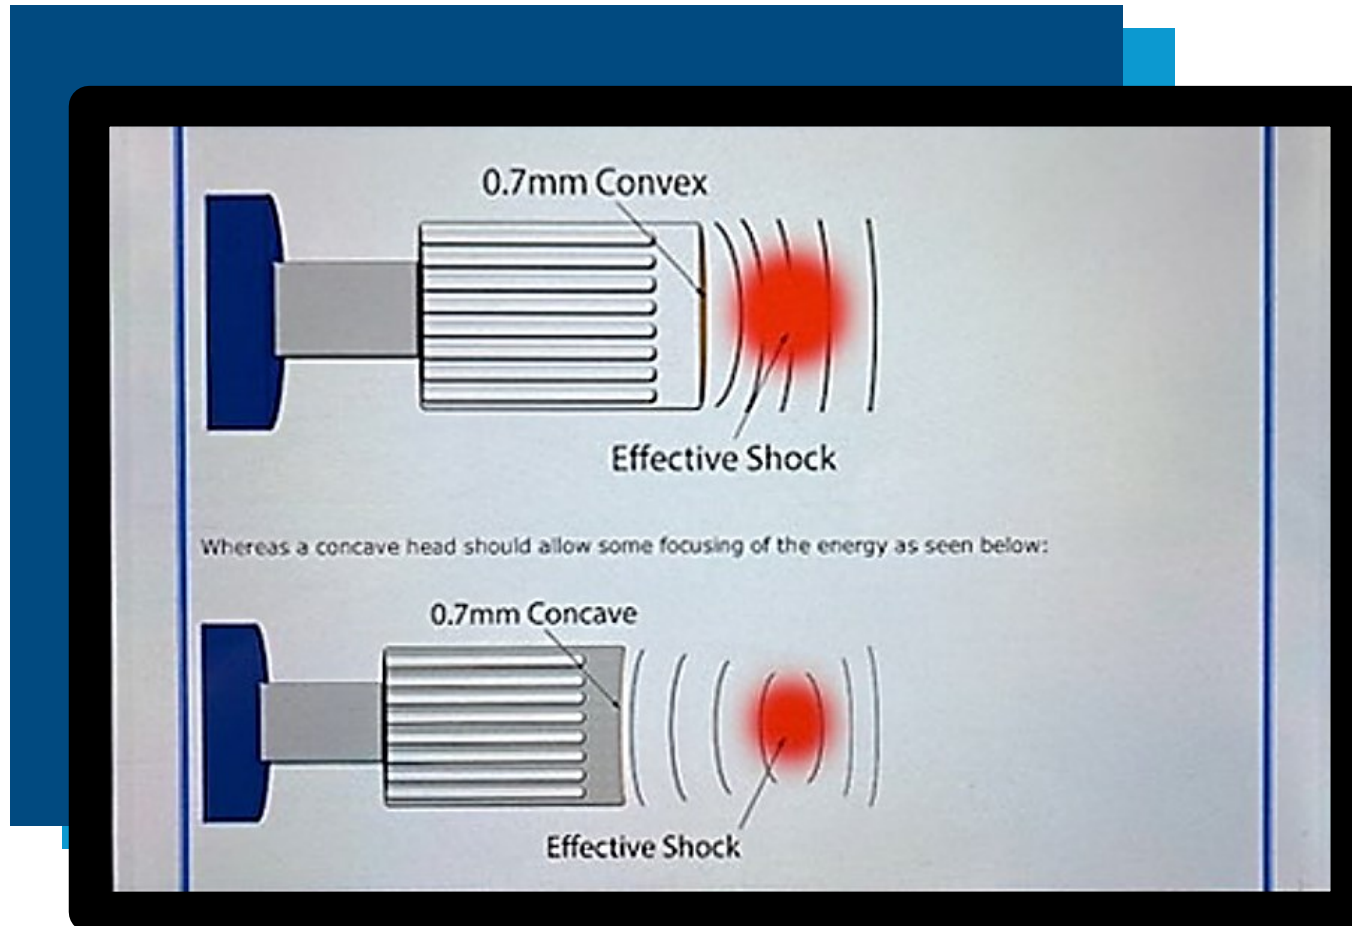 0.7mm Convex
Effective Shock
Whereas a concave head should allow some focusing of the energy as seen below:
0.7mm Concave
Effective Shock